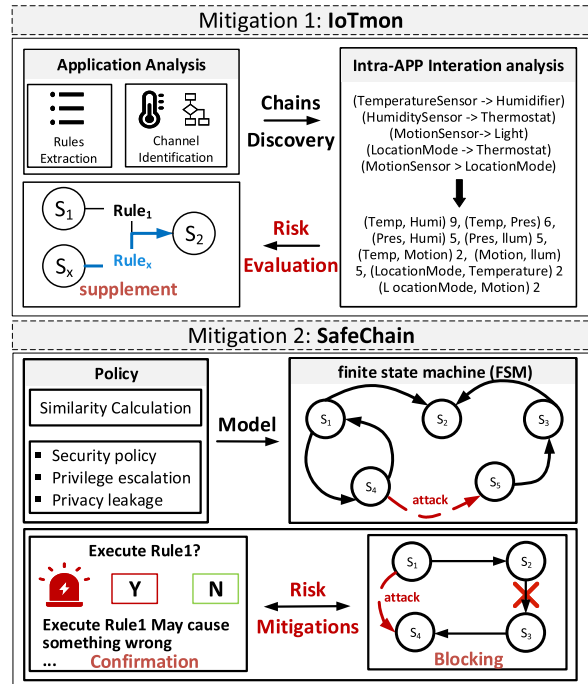 Mitigation 1: IoTmon
Application Analysis
Rules
Extraction
Channel
Identification
Chains
Discovery
Intra-APP Interation analysis
(TemperatureSensor -> Humidifier)
(HumiditySensor -> Thermostat)
(MotionSensor-> Light)
(LocationMode -> Thermostat)
(MotionSensor > LocationMode)
(Temp, Humi) 9, (Temp, Pres) 6,
(Pres, Humi) 5, (Pres, Ilum) 5,
(Temp, Motion) 2, (Motion, Ilum)
5, (LocationMode, Temperature) 2
(L ocationMode, Motion) 2
Risk
Evaluation
S1
Rule1
S2
Sx
Rulex
supplement
Mitigation 2: SafeChain
Policy
Similarity Calculation
▪ Security policy
▪ Privilege escalation
▪ Privacy leakage
Model
finite state machine (FSM)
S1
S2
S3
S4
S5
attack
Execute Rule1?
Y
N
Execute Rule1 May cause
something wrong
...
Confirmation
Risk
Mitigations
S1
S2
attack
S4
S3
Blocking